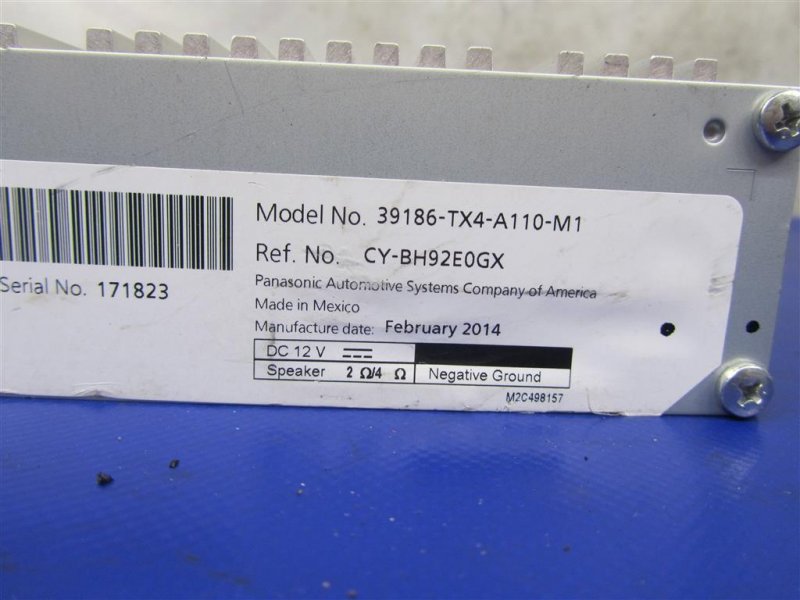 Model No. 39186-TX4-A110-M1
Ref. No. CY-BH92E0GX
Serial No. 171823
Panasonic Automotive Systems Company of America
Made in Mexico
Manufacture date: February 2014
DC 12 V
Speaker 2 Ω/4 Ω Negative Ground
M2C498157